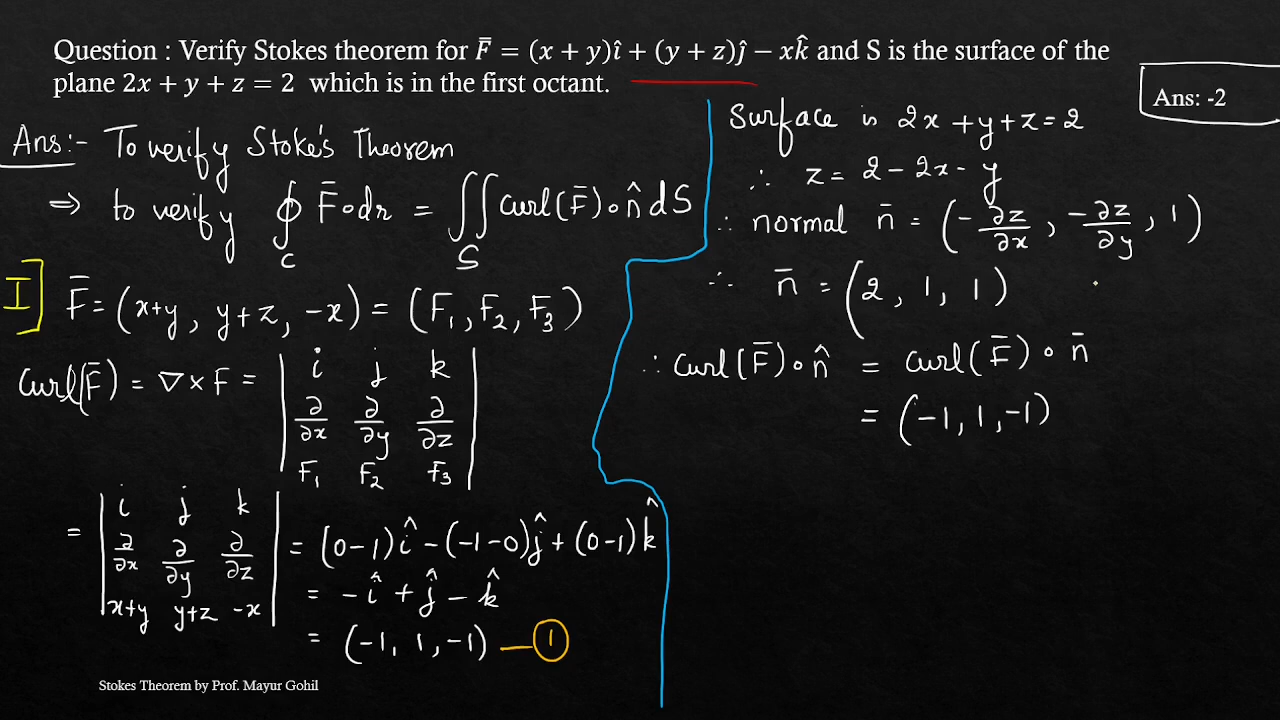 Question : Verify Stokes theorem for F̄ = (x + y)î + (y + z)ĵ − xk̂ and S is the surface of the
plane 2x + y + z = 2 which is in the first octant.
Ans: -2
Ans:- To verify Stoke's Theorem
⇒ to verify ∮_C F̄∘dr = ∬_S curl(F̄)∘n̂ dS
I] F̄ = (x+y, y+z, -x) = (F₁, F₂, F₃)
curl(F̄) = ∇×F = | i j k |
∂/∂x ∂/∂y ∂/∂z
F₁ F₂ F₃
= | i j k |
∂/∂x ∂/∂y ∂/∂z
x+y y+z -x
= (0-1)î - (-1-0)ĵ + (0-1)k̂
= -î + ĵ - k̂
= (-1, 1, -1) — ①
Surface is 2x + y + z = 2
∴ z = 2 - 2x - y
∴ normal n̄ = (-∂z/∂x, -∂z/∂y, 1)
∴ n̄ = (2, 1, 1)
∴ curl(F̄)∘n̂ = curl(F̄)∘n̄
= (-1, 1, -1)
Stokes Theorem by Prof. Mayur Gohil